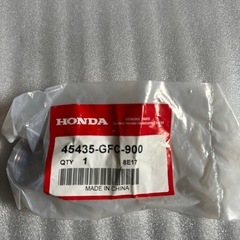 HONDA
45435-GFC-900
QTY 1 8E17
MADE IN CHINA